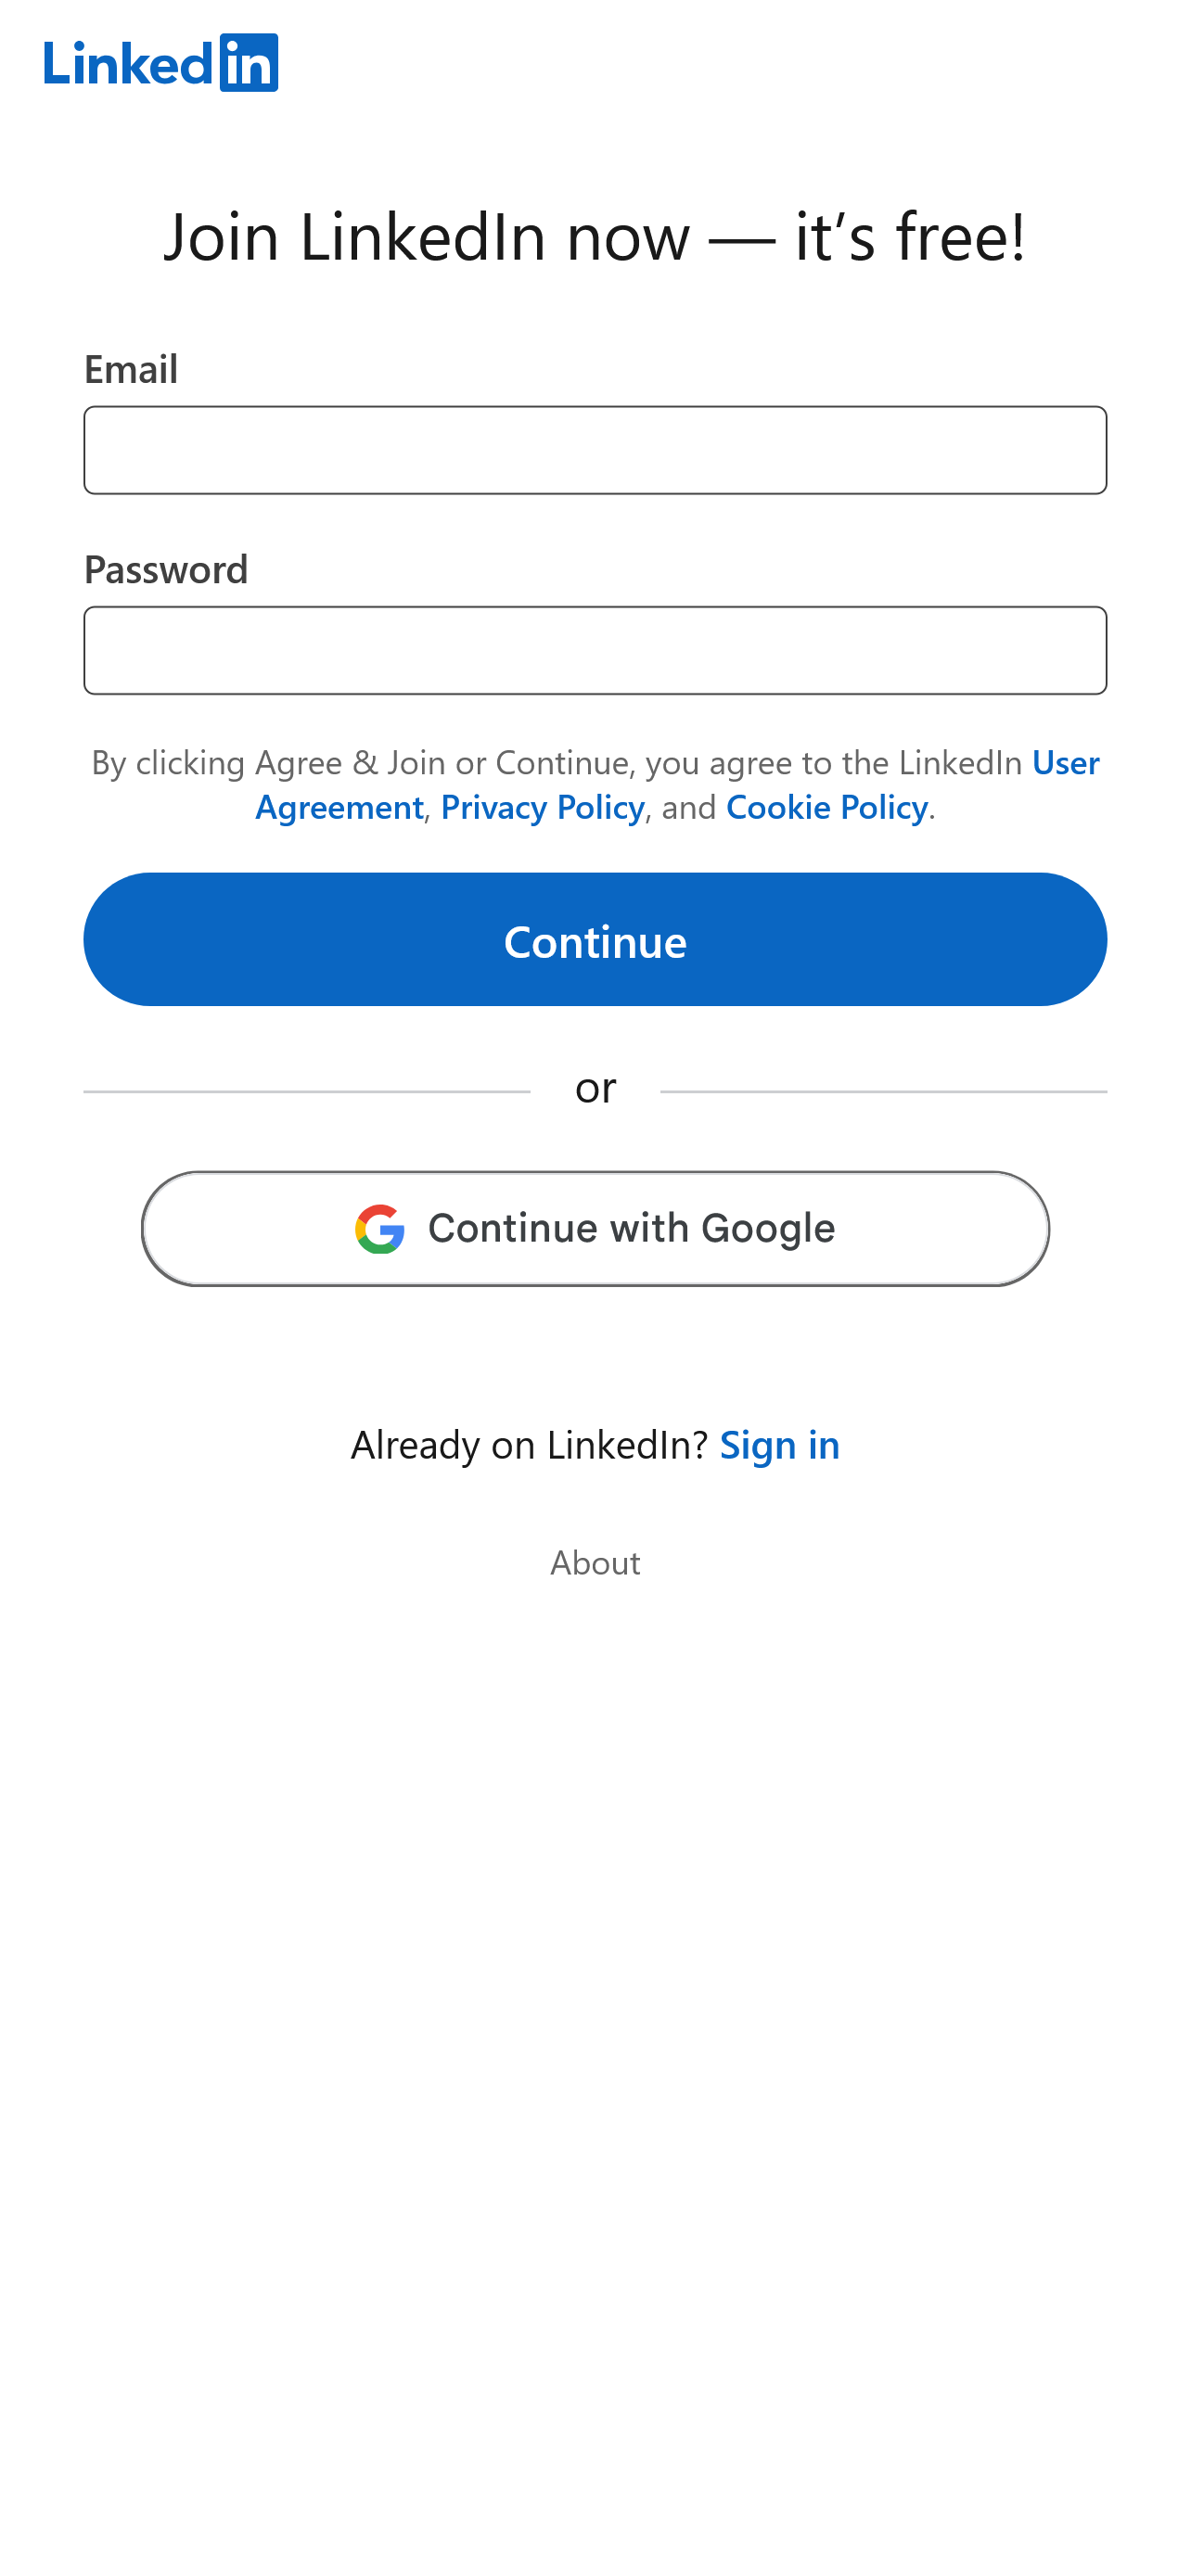 LinkedIn
Join LinkedIn now — it’s free!
Email
Password
By clicking Agree & Join or Continue, you agree to the LinkedIn User
Agreement, Privacy Policy, and Cookie Policy.
Continue
or
Continue with Google
Already on LinkedIn? Sign in
About